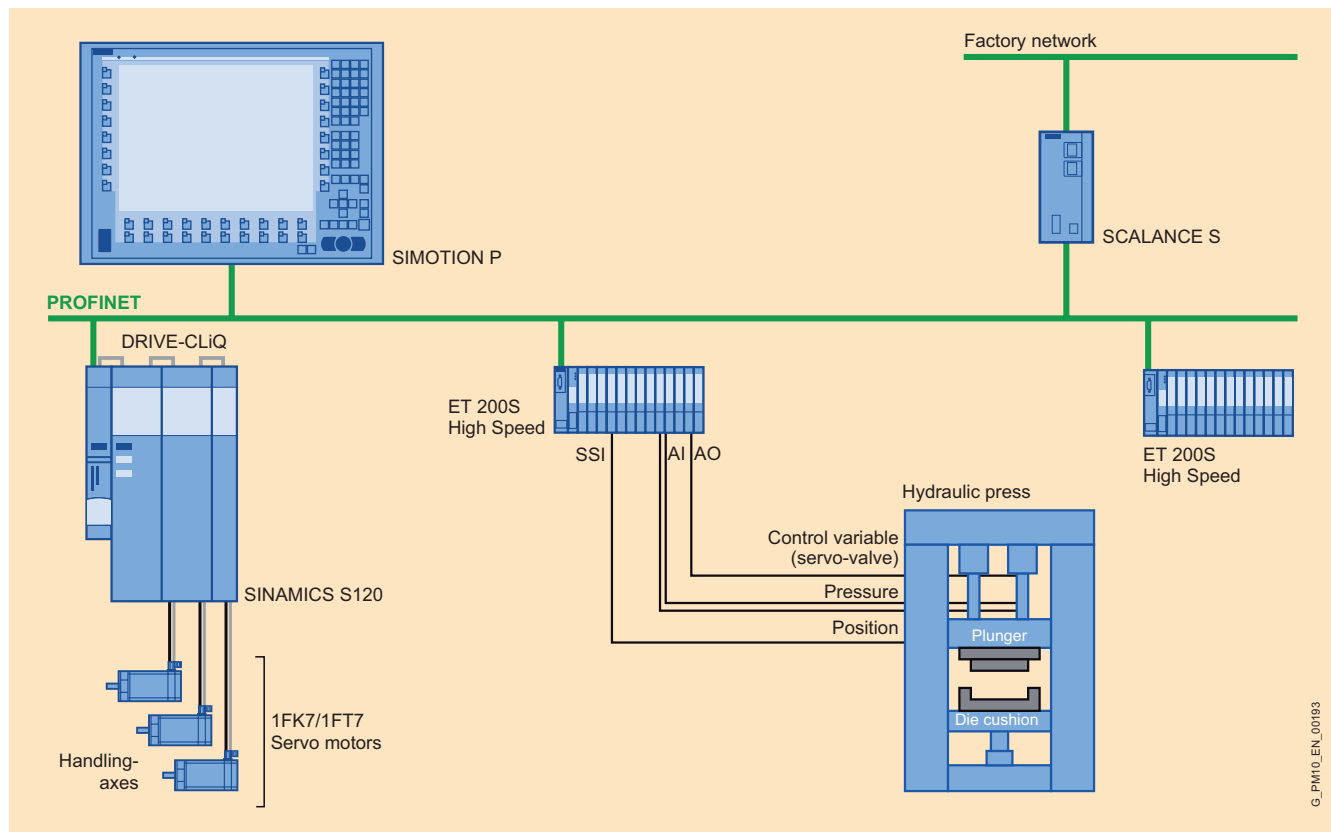 Factory network
SCALANCE S
SIMOTION P
PROFINET
DRIVE-CLiQ
ET 200S
High Speed
SSI
AI
AO
ET 200S
High Speed
Hydraulic press
Control variable
(servo-valve)
Pressure
Position
Plunger
Die cushion
SINAMICS S120
1FK7/1FT7
Servo motors
Handling-
axes
G_PM10_EN_00193